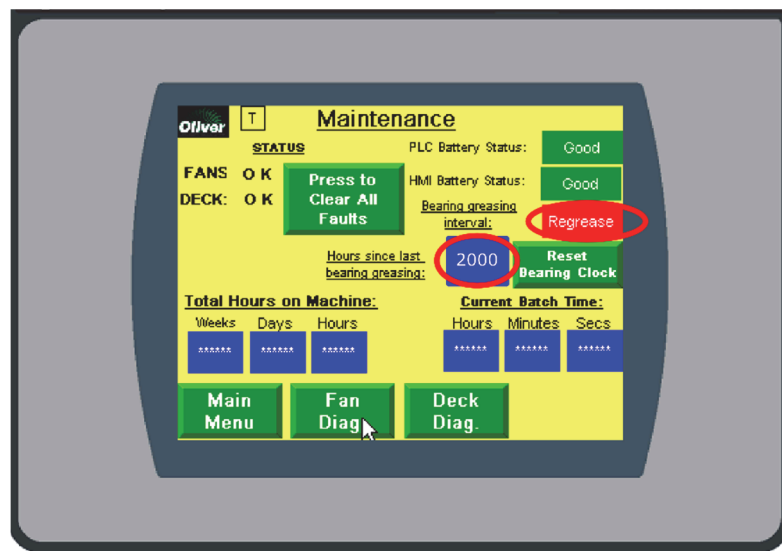 Oliver
T
Maintenance
STATUS
PLC Battery Status:
Good
FANS OK
DECK: OK
Press to
Clear All
Faults
HMI Battery Status:
Good
Bearing greasing
interval:
Regrease
Hours since last
bearing greasing:
2000
Reset
Bearing Clock
Total Hours on Machine:
Weeks Days Hours
****** ****** ******
Current Batch Time:
Hours Minutes Secs
****** ****** ******
Main
Menu
Fan
Diag.
Deck
Diag.